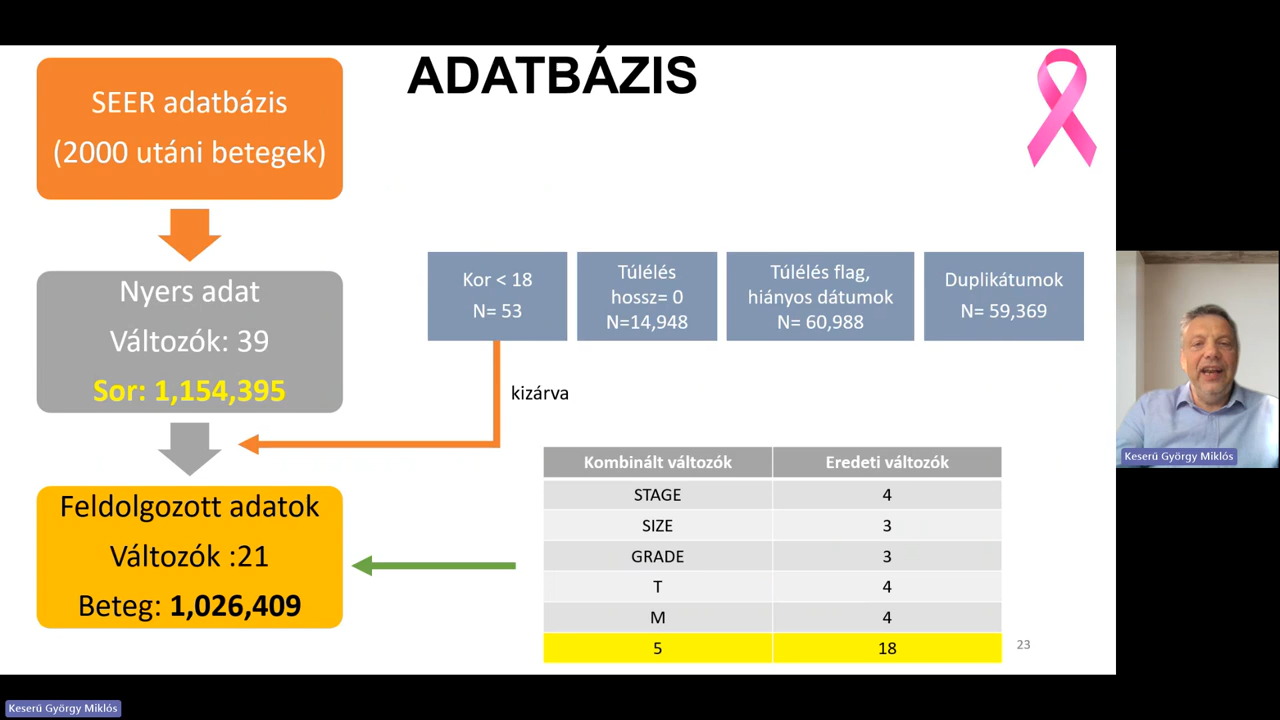 ADATBÁZIS
SEER adatbázis
(2000 utáni betegek)
Nyers adat
Változók: 39
Sor: 1,154,395
Feldolgozott adatok
Változók :21
Beteg: 1,026,409
Kor < 18
N= 53
Túlélés
hossz= 0
N=14,948
Túlélés flag,
hiányos dátumok
N= 60,988
Duplikátumok
N= 59,369
kizárva
Kombinált változók Eredeti változók
STAGE 4
SIZE 3
GRADE 3
T 4
M 4
5 18
23
Keserű György Miklós
Keserű György Miklós